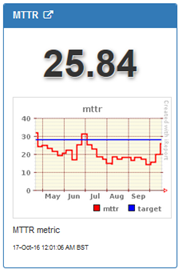 MTTR
25.84
mttr
40
30
20
10
0
May Jun Jul Aug Sep
mttr target
MTTR metric
17-Oct-16 12:01:06 AM BST